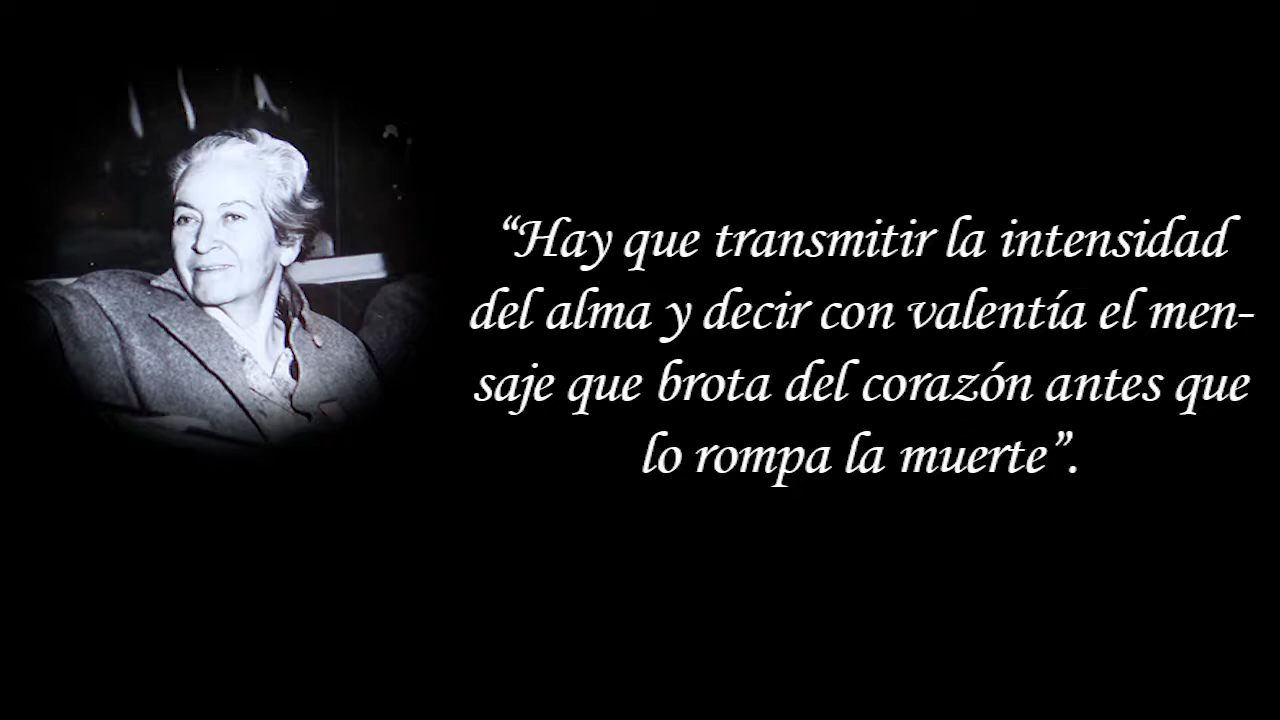 “Hay que transmitir la intensidad
del alma y decir con valentía el men-
saje que brota del corazón antes que
lo rompa la muerte”.